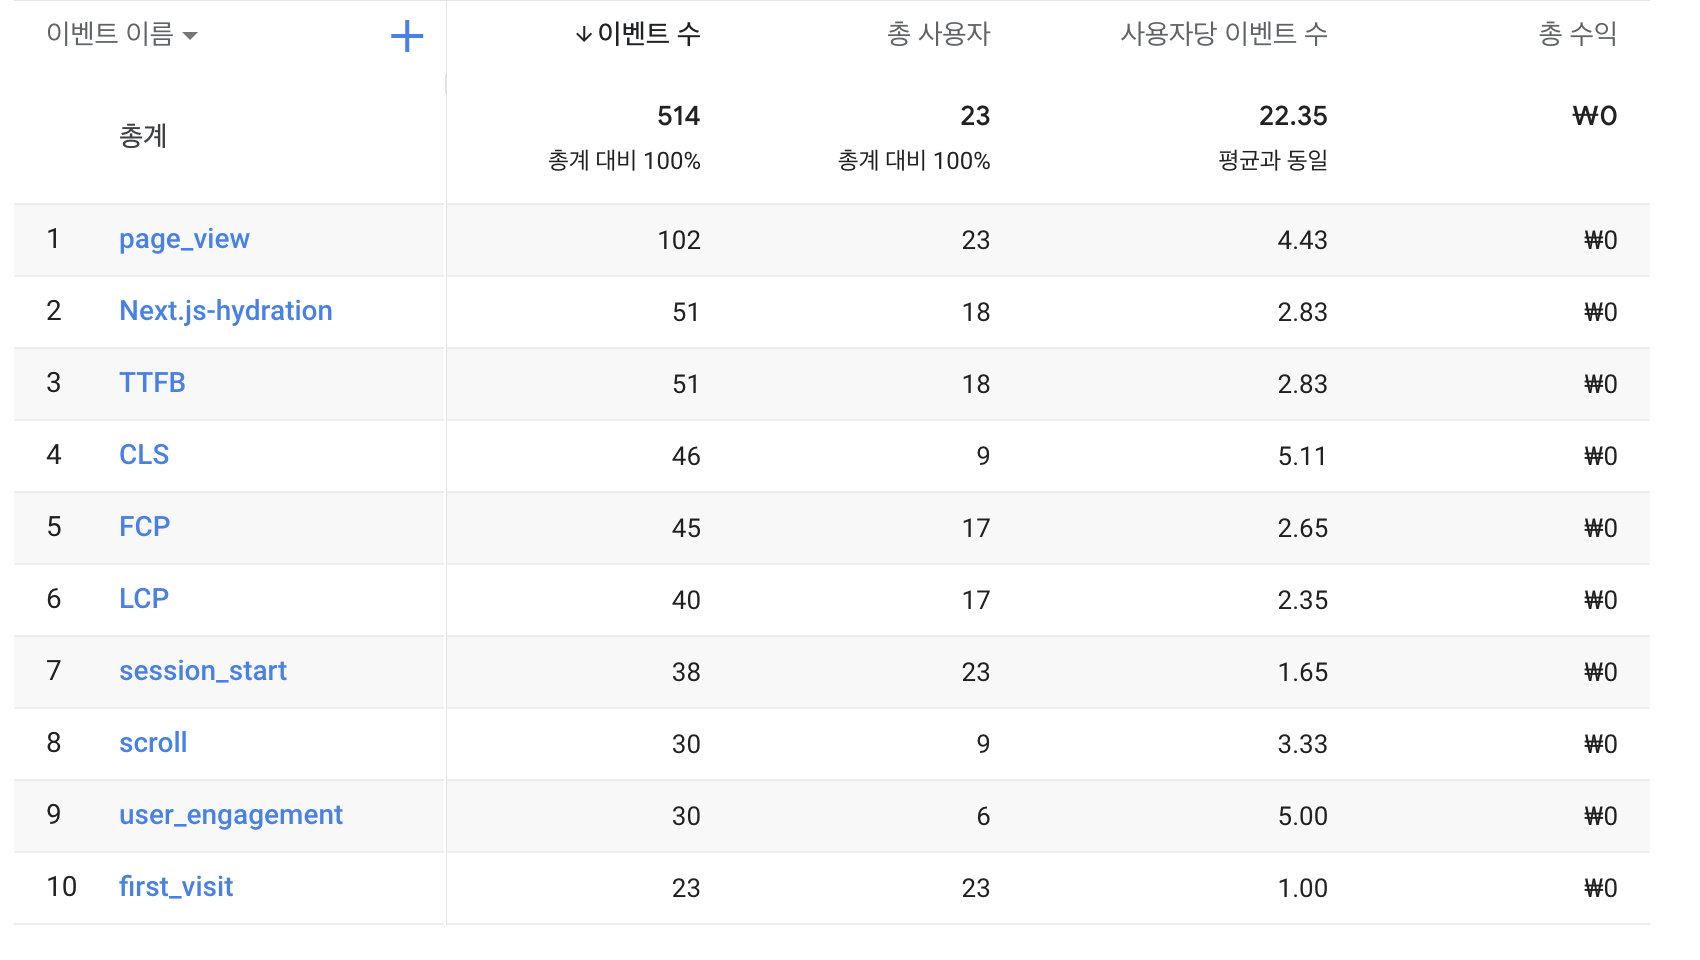 이벤트 이름 이벤트 수 총 사용자 사용자당 이벤트 수 총 수익
총계 514 23 22.35 ₩0
총계 대비 100% 총계 대비 100% 평균과 동일
1 page_view 102 23 4.43 ₩0
2 Next.js-hydration 51 18 2.83 ₩0
3 TTFB 51 18 2.83 ₩0
4 CLS 46 9 5.11 ₩0
5 FCP 45 17 2.65 ₩0
6 LCP 40 17 2.35 ₩0
7 session_start 38 23 1.65 ₩0
8 scroll 30 9 3.33 ₩0
9 user_engagement 30 6 5.00 ₩0
10 first_visit 23 23 1.00 ₩0